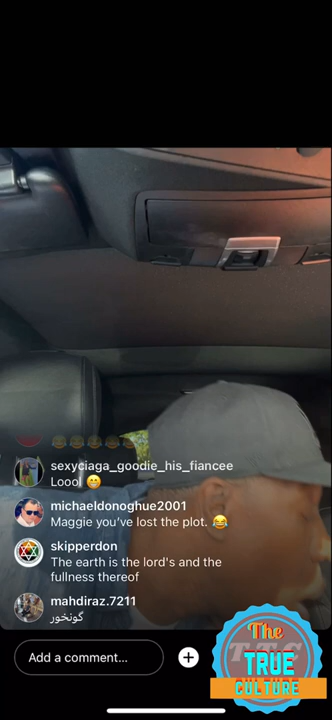 😂😂😂😂😂
sexyciaga_goodie_his_fiancee
Looo! 😁
michaeldonoghue2001
Maggie you've lost the plot. 😂
skipperdon
The earth is the lord's and the
fullness thereof
mahdiraz.7211
گونخور
Add a comment...
The
TRUE
CULTURE